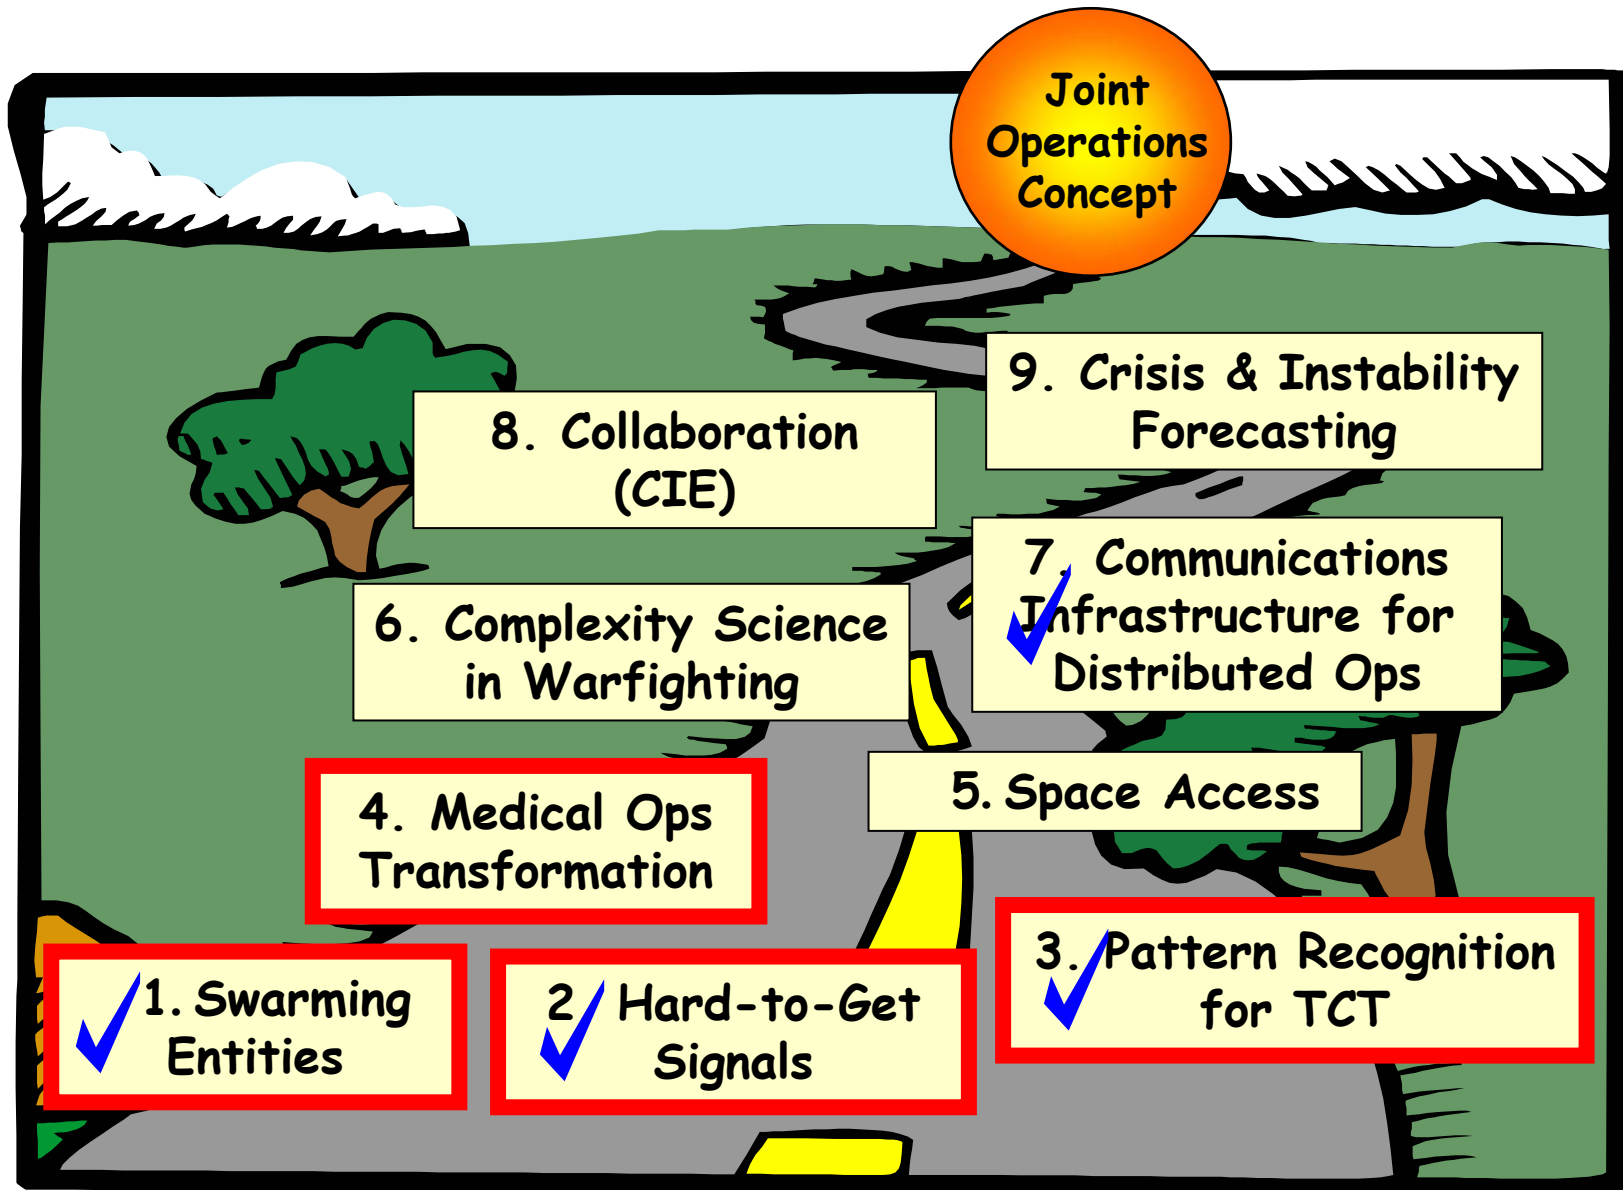 Joint
Operations
Concept
9. Crisis & Instability
Forecasting
8. Collaboration
(CIE)
7. Communications
Infrastructure for
Distributed Ops
6. Complexity Science
in Warfighting
5. Space Access
4. Medical Ops
Transformation
3. Pattern Recognition
for TCT
1. Swarming
Entities
2. Hard-to-Get
Signals